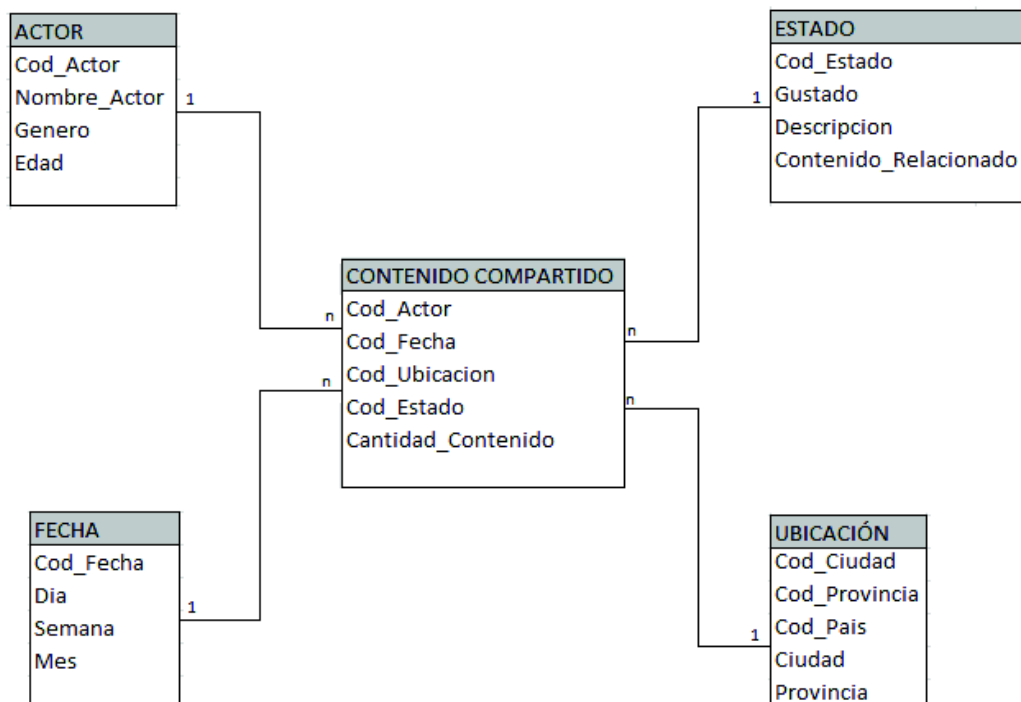 ACTOR
Cod_Actor
Nombre_Actor
Genero
Edad
1
ESTADO
Cod_Estado
Gustado
Descripcion
Contenido_Relacionado
1
CONTENIDO COMPARTIDO
Cod_Actor
Cod_Fecha
Cod_Ubicacion
Cod_Estado
Cantidad_Contenido
n
n
n
n
FECHA
Cod_Fecha
Dia
Semana
Mes
1
UBICACIÓN
Cod_Ciudad
Cod_Provincia
Cod_Pais
Ciudad
Provincia
1